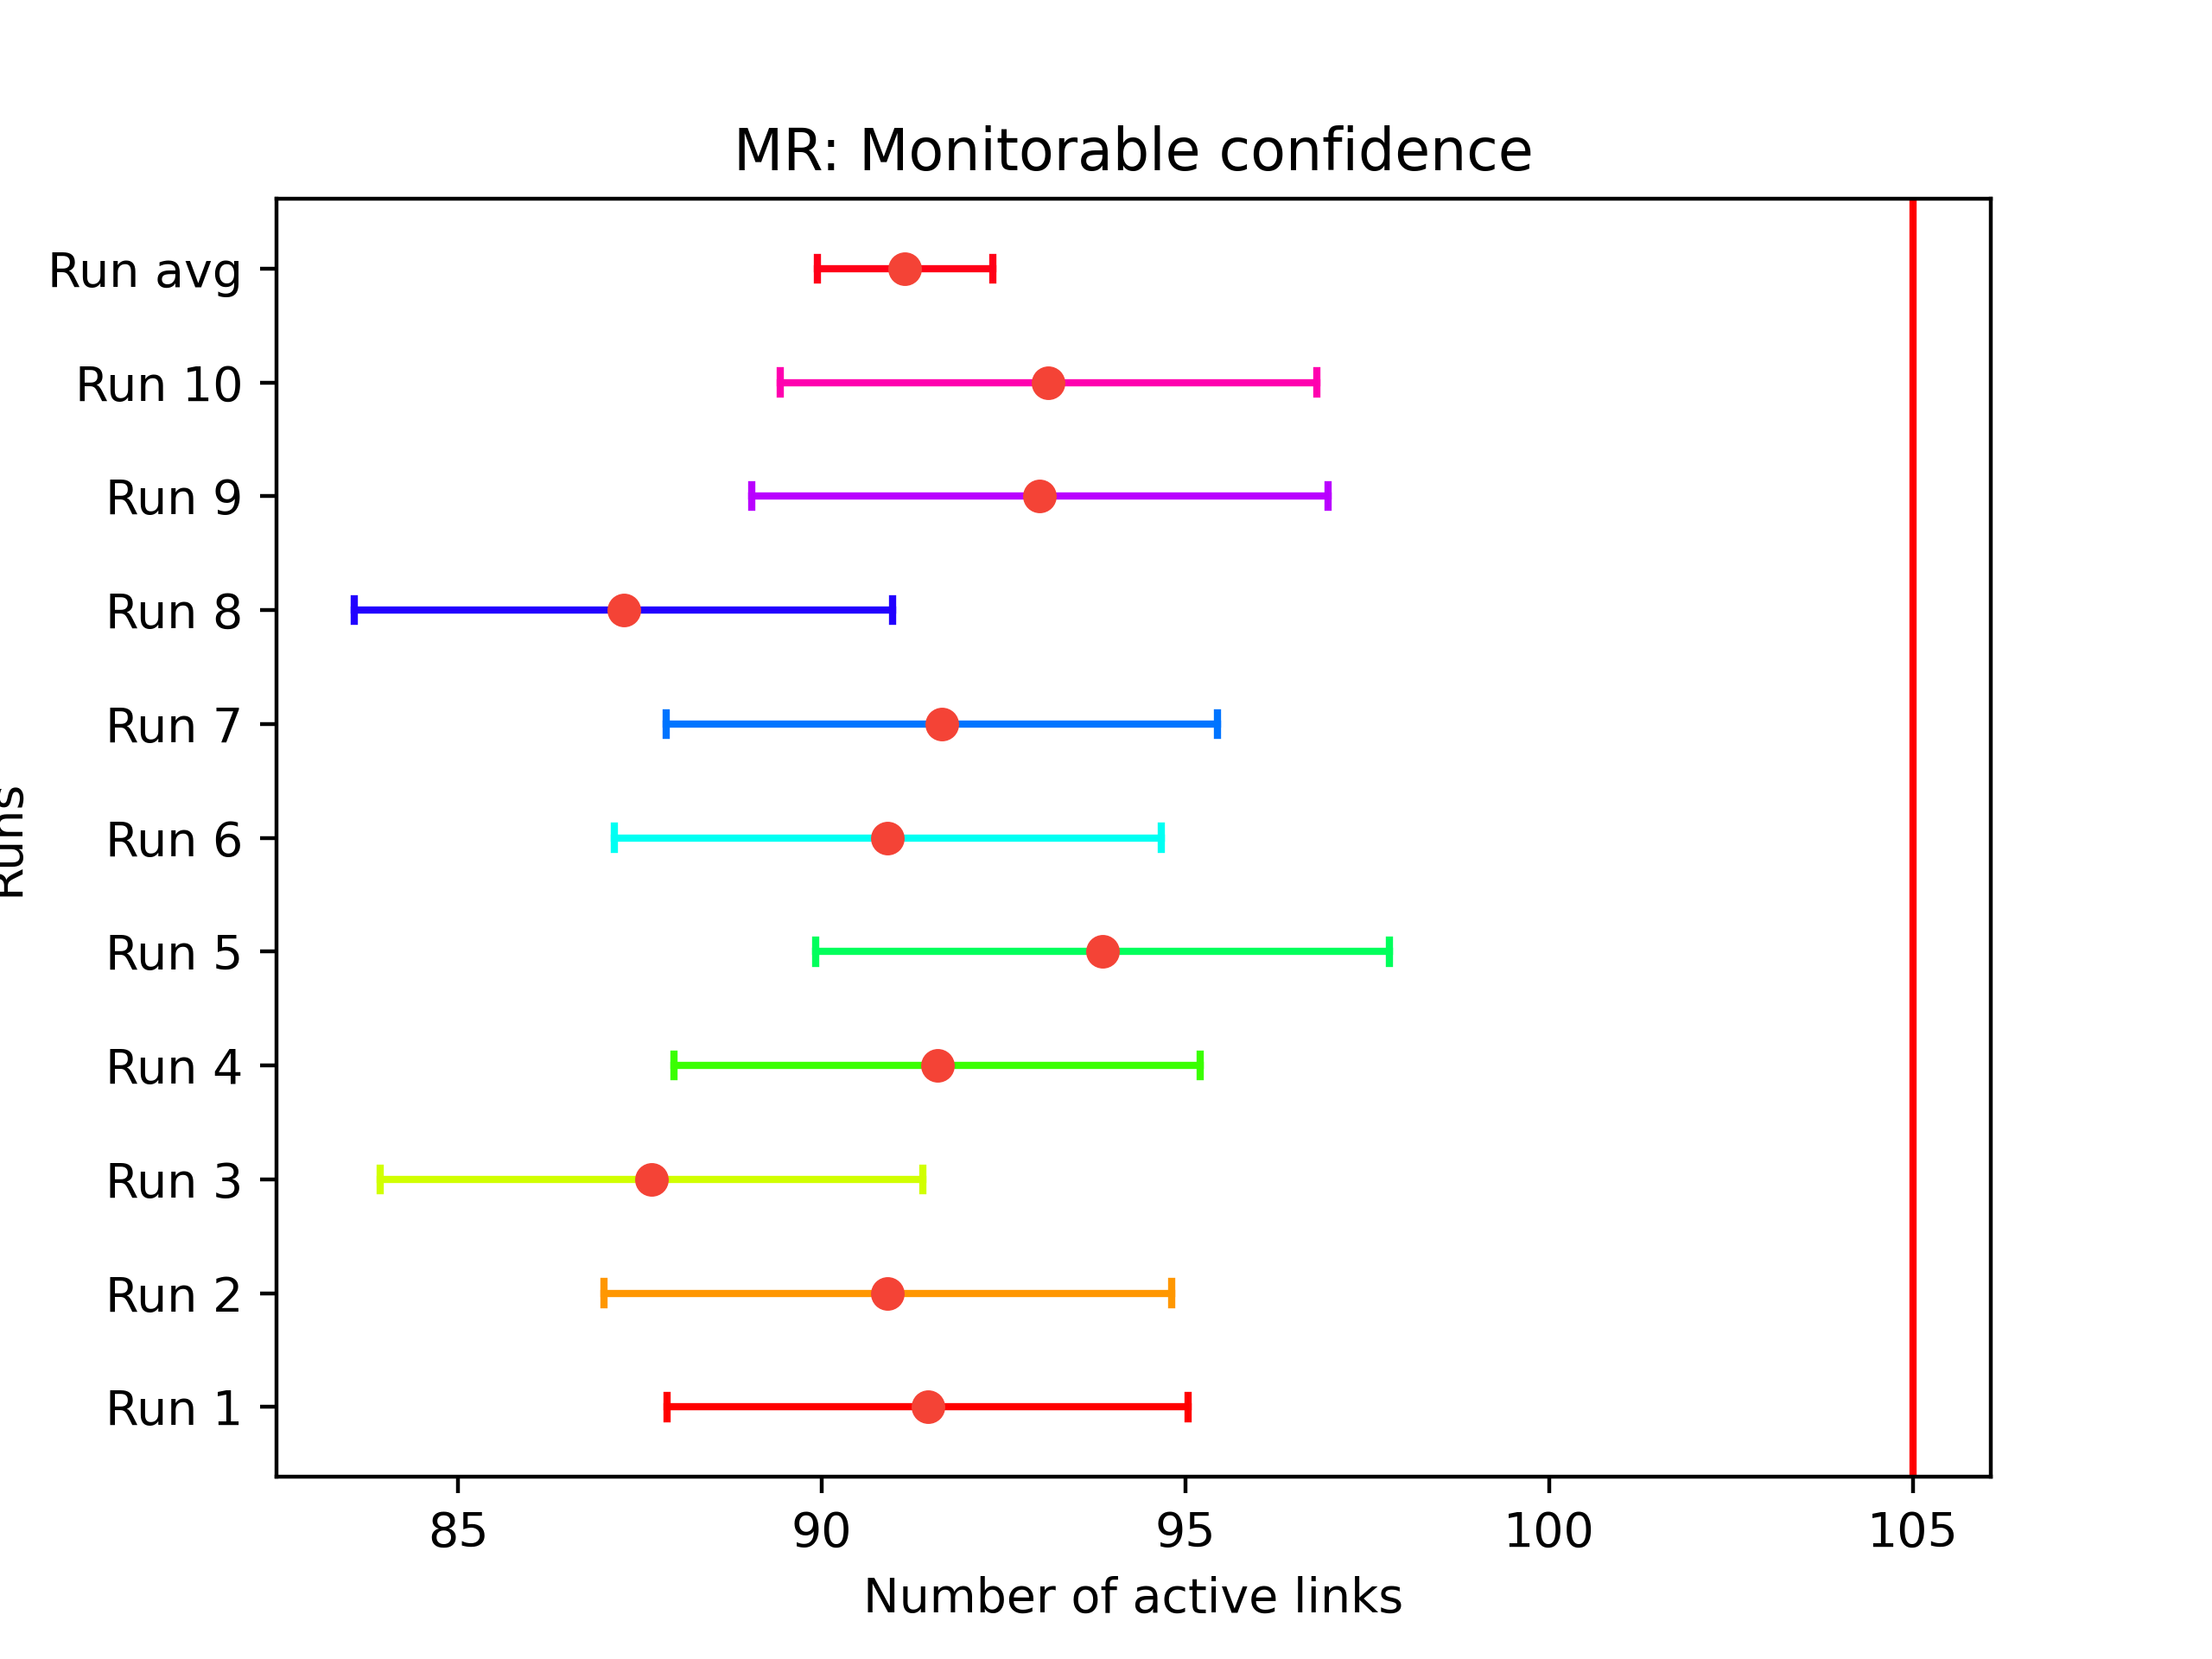 MR: Monitorable confidence
Run avg
Run 10
Run 9
Run 8
Run 7
Run 6
Run 5
Run 4
Run 3
Run 2
Run 1
Runs
85 90 95 100 105
Number of active links